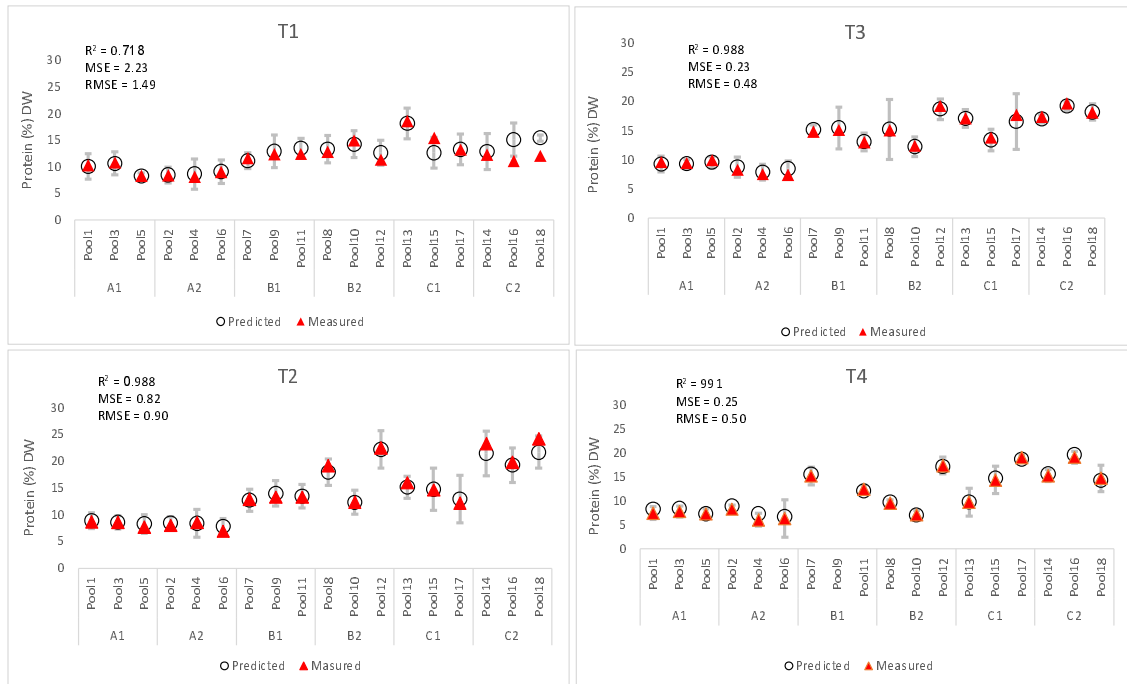 T1
R² = 0.718
MSE = 2.23
RMSE = 1.49
Protein (%) DW
30
25
20
15
10
5
0
Pool1 Pool3 Pool5 Pool2 Pool4 Pool6 Pool7 Pool9 Pool11 Pool8 Pool10 Pool12 Pool13 Pool15 Pool17 Pool14 Pool16 Pool18
A1 A2 B1 B2 C1 C2
Predicted Measured
T3
R² = 0.988
MSE = 0.23
RMSE = 0.48
Protein (%) DW
30
25
20
15
10
5
0
Pool1 Pool3 Pool5 Pool2 Pool4 Pool6 Pool7 Pool9 Pool11 Pool8 Pool10 Pool12 Pool13 Pool15 Pool17 Pool14 Pool16 Pool18
A1 A2 B1 B2 C1 C2
Predicted Measured
T2
R² = 0.988
MSE = 0.82
RMSE = 0.90
Protein (%) DW
30
25
20
15
10
5
0
Pool1 Pool3 Pool5 Pool2 Pool4 Pool6 Pool7 Pool9 Pool11 Pool8 Pool10 Pool12 Pool13 Pool15 Pool17 Pool14 Pool16 Pool18
A1 A2 B1 B2 C1 C2
Predicted Masured
T4
R² = 991
MSE = 0.25
RMSE = 0.50
Protein (%) DW
30
25
20
15
10
5
0
Pool1 Pool3 Pool5 Pool2 Pool4 Pool6 Pool7 Pool9 Pool11 Pool8 Pool10 Pool12 Pool13 Pool15 Pool17 Pool14 Pool16 Pool18
A1 A2 B1 B2 C1 C2
Predicted Measured